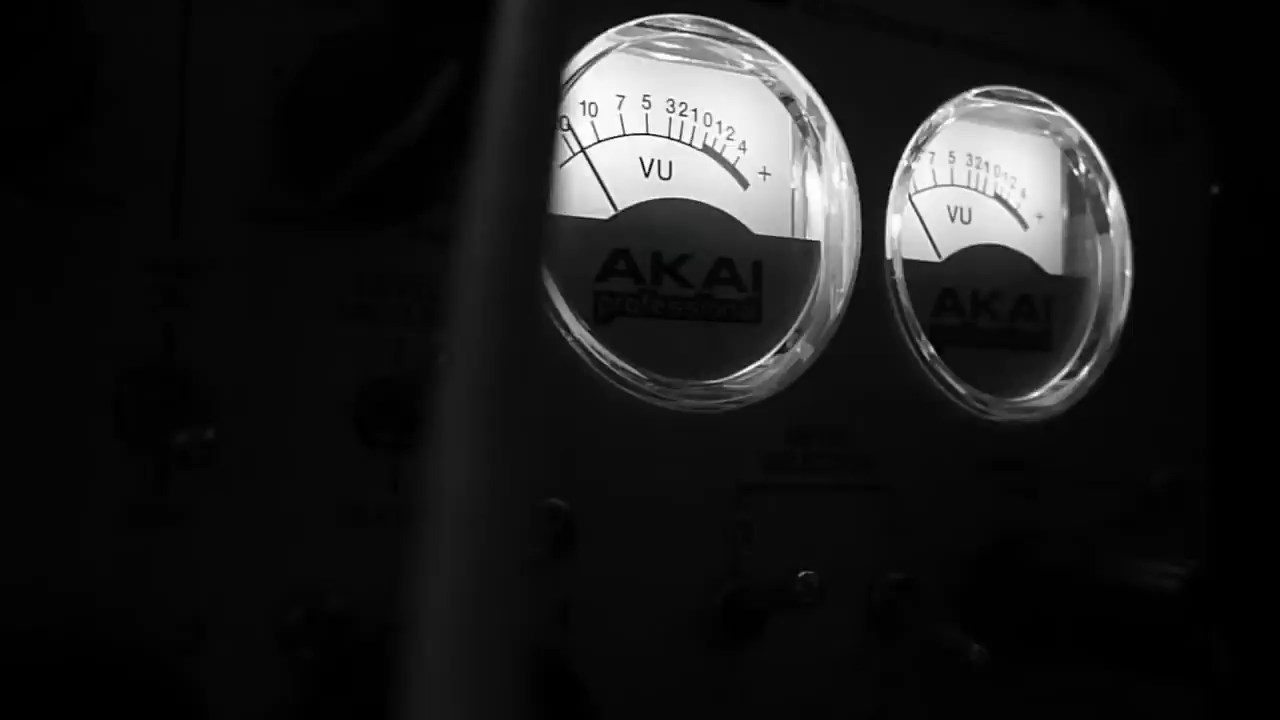 10 7 5 3 2 1 0 1 2 4
+
VU
AKAI
professional
7 5 3 2 1 0 1 2 4
+
VU
AKAI